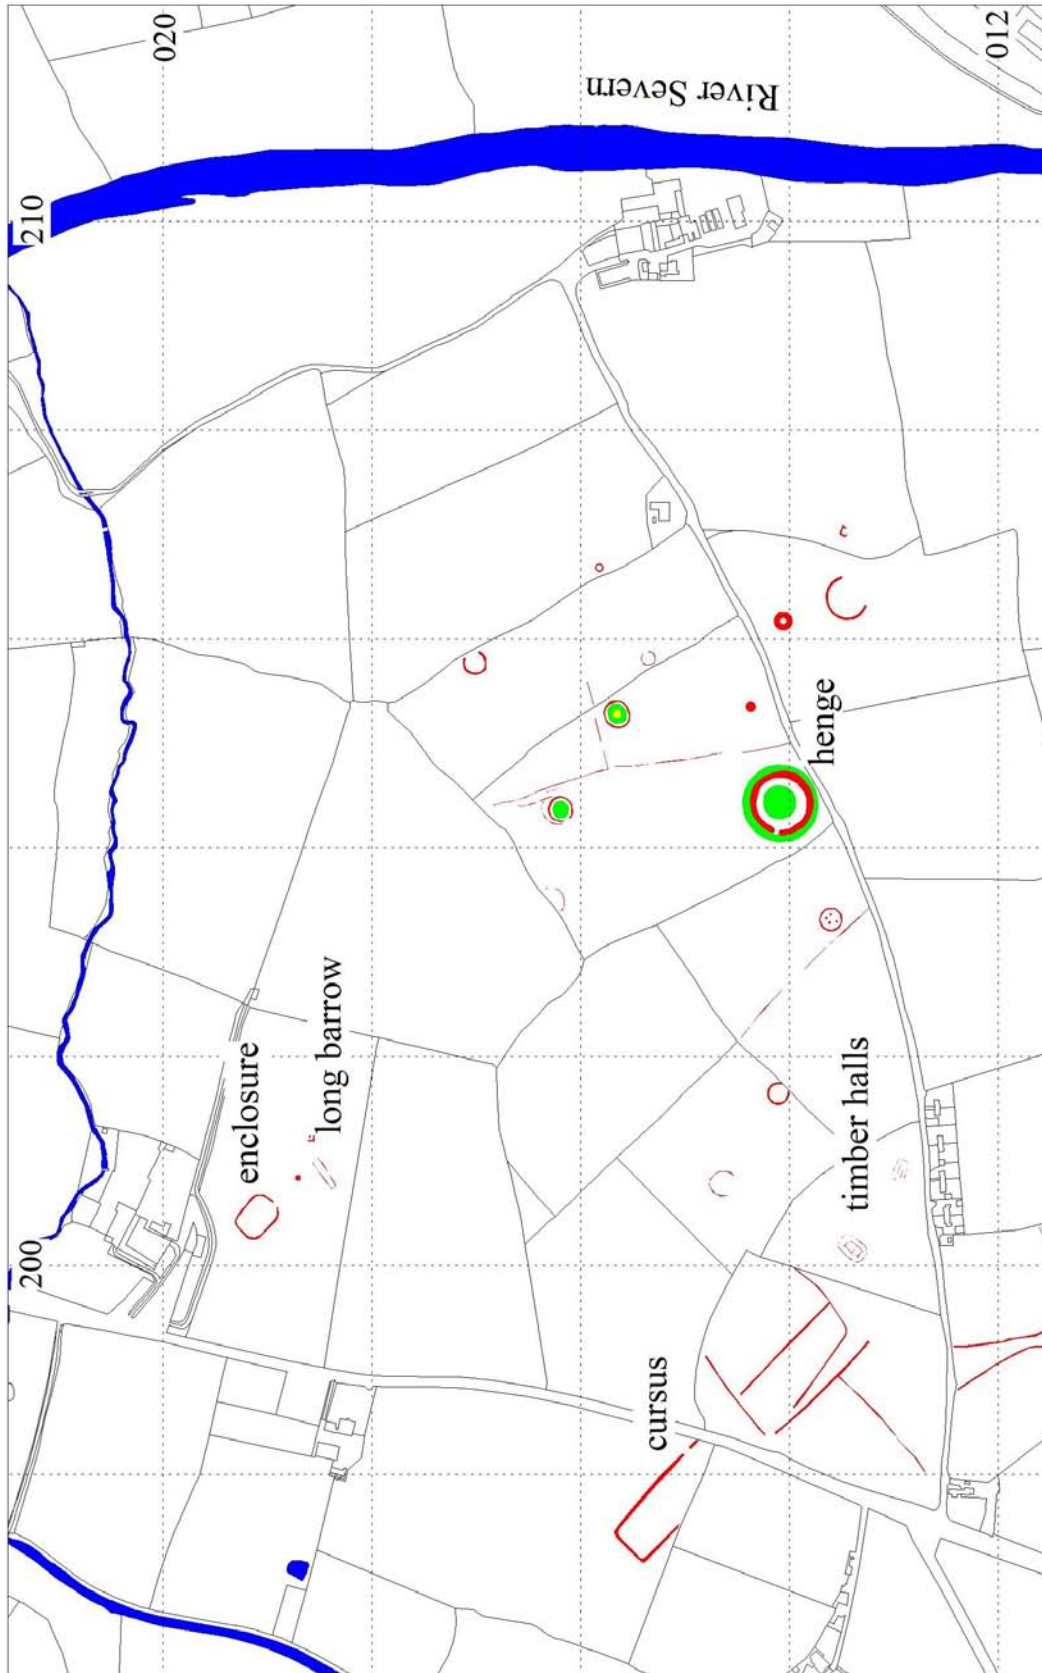 020
210
River Severn
012
henge
long barrow
enclosure
timber halls
200
cursus